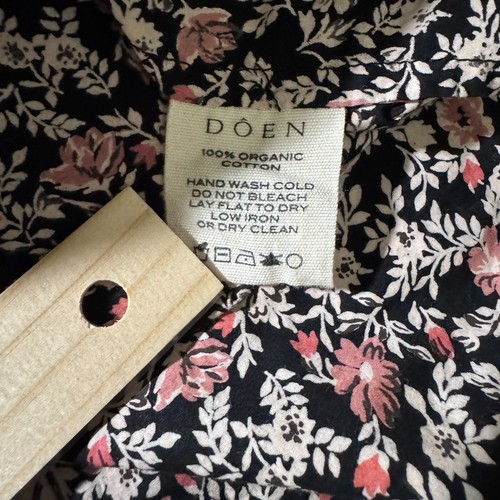 DÔEN
100% ORGANIC
COTTON
HAND WASH COLD
DO NOT BLEACH
LAY FLAT TO DRY
LOW IRON
OR DRY CLEAN